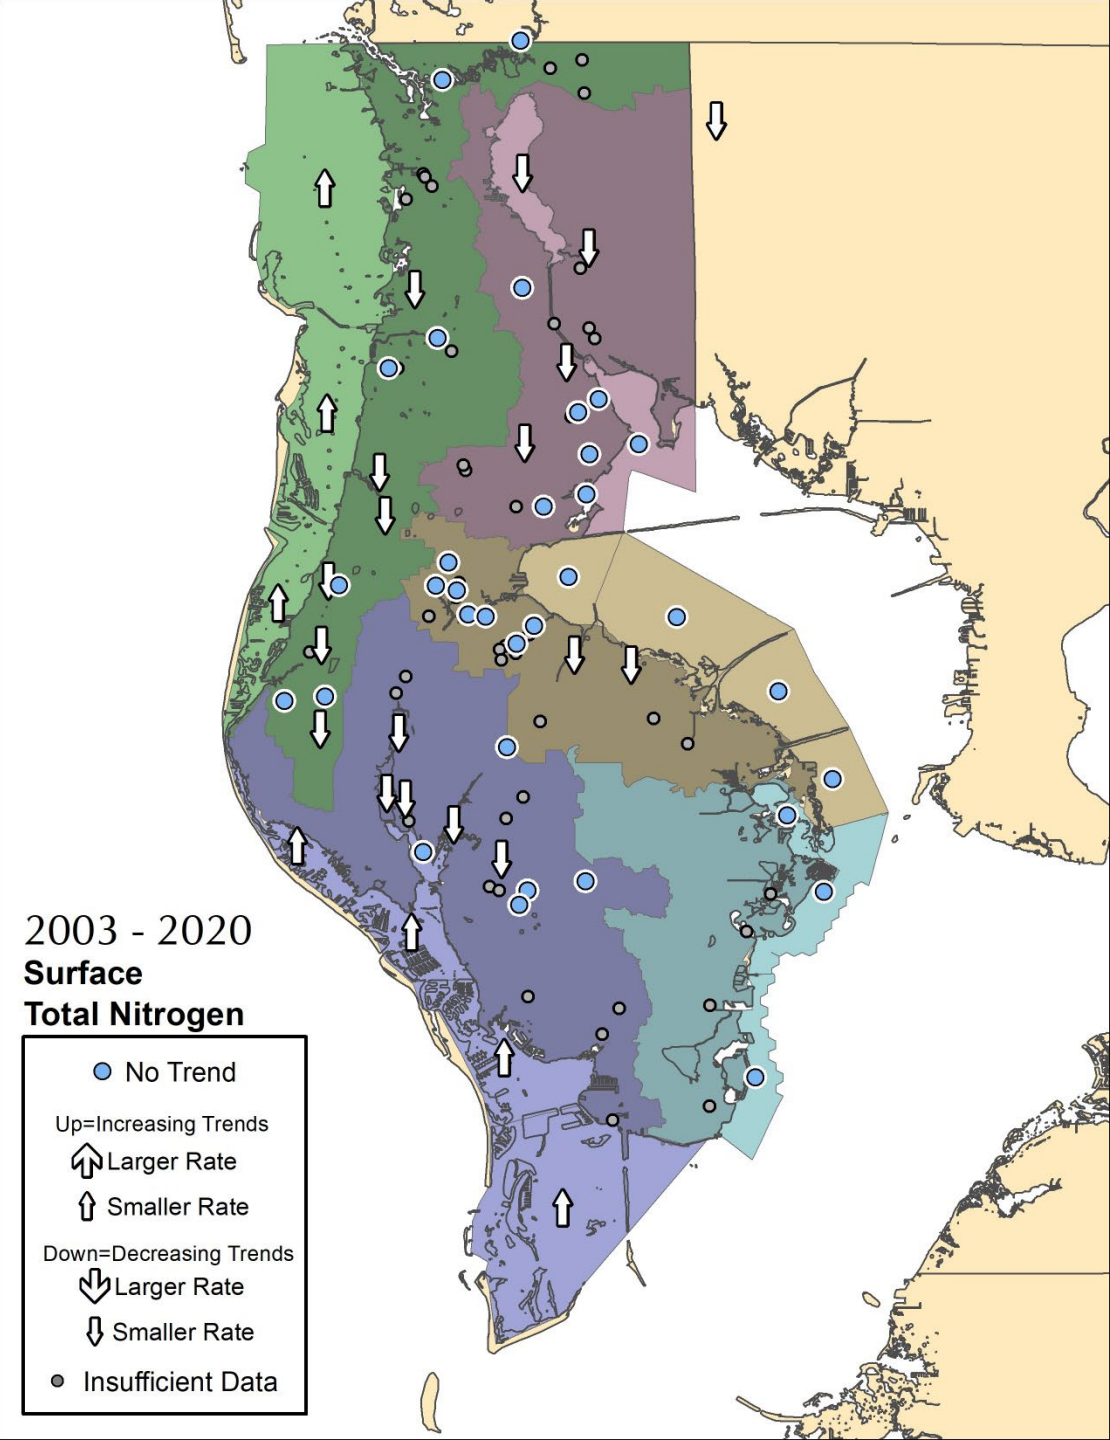 2003 - 2020
Surface
Total Nitrogen
No Trend
Up=Increasing Trends
Larger Rate
Smaller Rate
Down=Decreasing Trends
Larger Rate
Smaller Rate
Insufficient Data